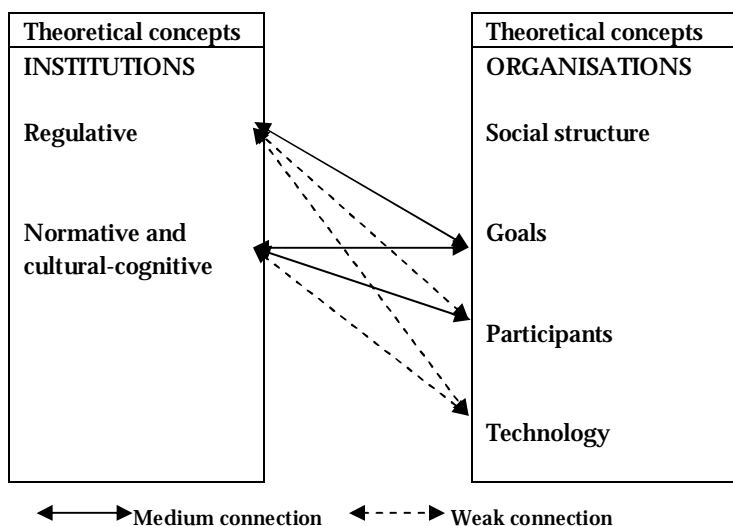 Theoretical concepts
INSTITUTIONS
Regulative
Normative and
cultural-cognitive
Theoretical concepts
ORGANISATIONS
Social structure
Goals
Participants
Technology
Medium connection
Weak connection